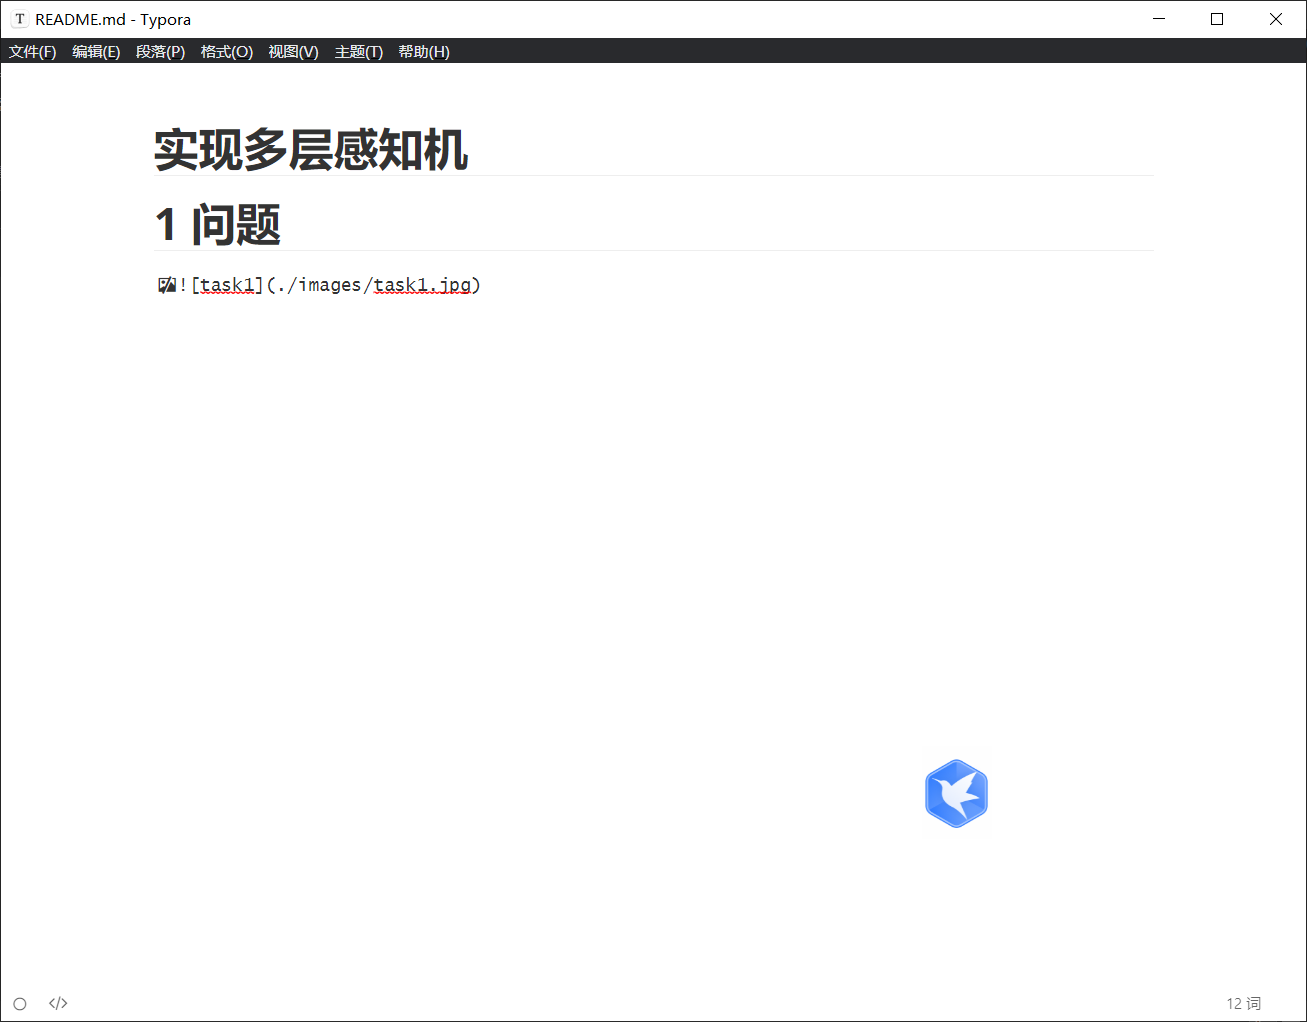 T README.md - Typora
文件(F) 编辑(E) 段落(P) 格式(O) 视图(V) 主题(T) 帮助(H)
实现多层感知机
1 问题
![task1](./images/task1.jpg)
</> 12 词